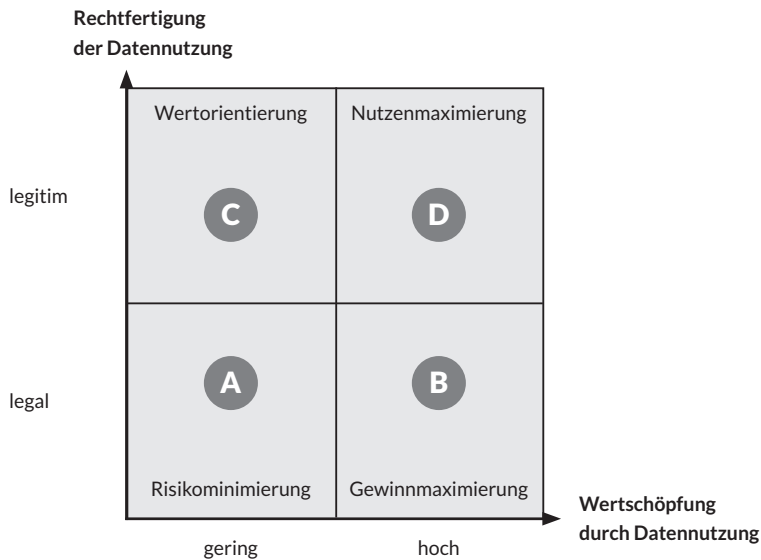 Rechtfertigung
der Datennutzung
Wertorientierung
Nutzenmaximierung
legitim
C
D
legal
A
B
Risikominimierung
Gewinnmaximierung
Wertschöpfung
durch Datennutzung
gering
hoch